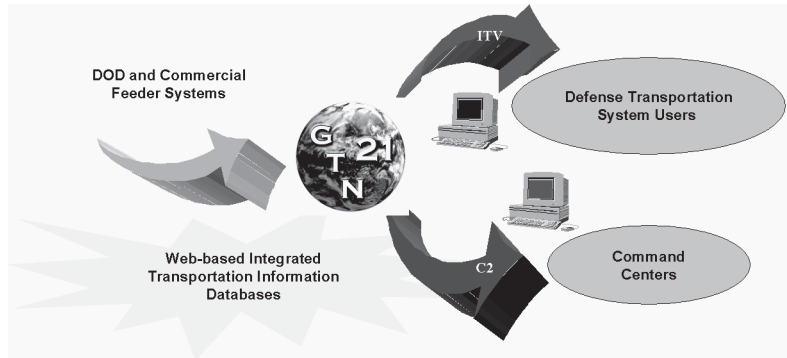 DOD and Commercial
Feeder Systems
ITV
Defense Transportation
System Users
G
T
N
21
Web-based Integrated
Transportation Information
Databases
C2
Command
Centers